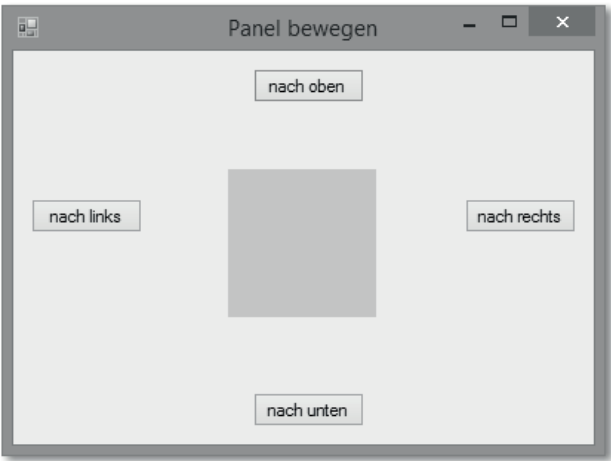 Panel bewegen
nach oben
nach links
nach rechts
nach unten